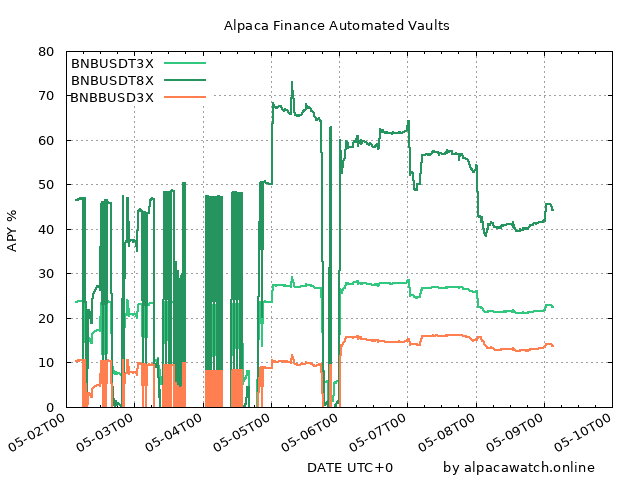 Alpaca Finance Automated Vaults
BNBUSDT3X
BNBUSDT8X
BNBBUSD3X
APY %
80
70
60
50
40
30
20
10
0
05-02T00
05-03T00
05-04T00
05-05T00
05-06T00
05-07T00
05-08T00
05-09T00
05-10T00
DATE UTC+0
by alpacawatch.online